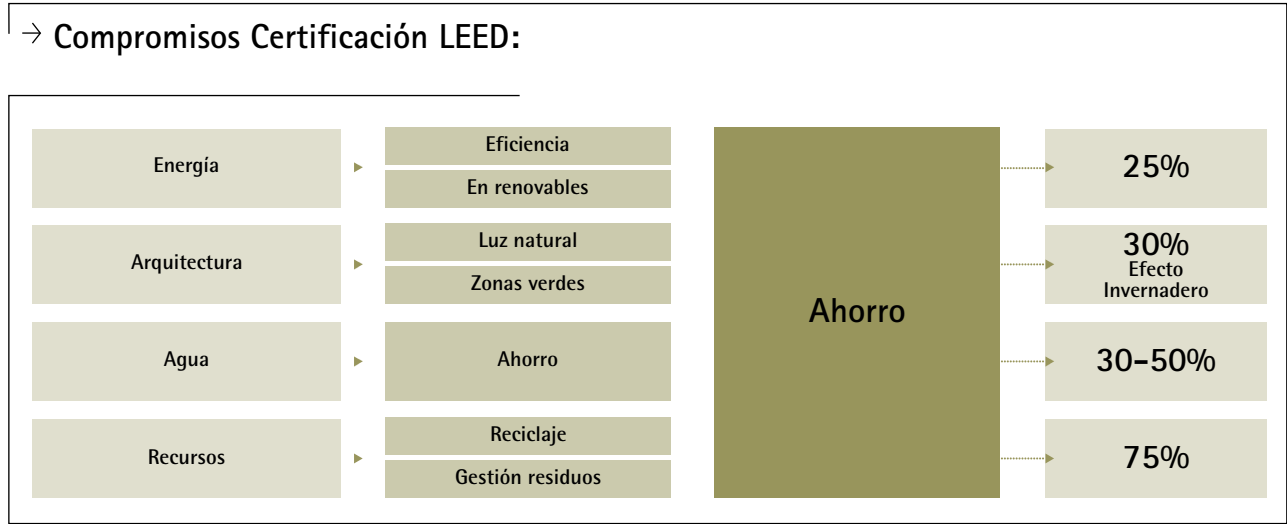 → Compromisos Certificación LEED:
Energía
Eficiencia
En renovables
Arquitectura
Luz natural
Zonas verdes
Agua
Ahorro
Recursos
Reciclaje
Gestión residuos
Ahorro
25%
30%
Efecto
Invernadero
30-50%
75%